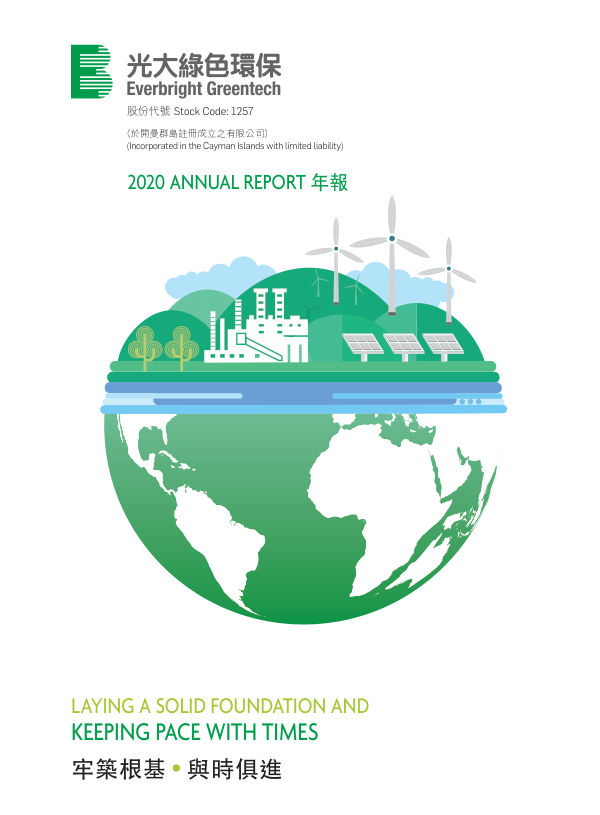 光大綠色環保
Everbright Greentech
股份代號 Stock Code: 1257
(於開曼群島註冊成立之有限公司)
(Incorporated in the Cayman Islands with limited liability)
2020 ANNUAL REPORT 年報
LAYING A SOLID FOUNDATION AND
KEEPING PACE WITH TIMES
牢築根基•與時俱進